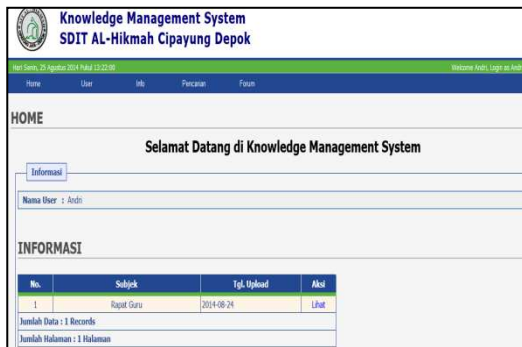 Knowledge Management System
SDIT AL-Hikmah Cipayung Depok
Hari Senin, 25 Agustus 2014 Pukul 13:22:00 Welcome Andri, Login as Andri
Home User Info Pencarian Forum
HOME
Selamat Datang di Knowledge Management System
Informasi
Nama User : Andri
INFORMASI
No. Subjek Tgl. Upload Aksi
1 Rapat Guru 2014-08-24 Lihat
Jumlah Data : 1 Records
Jumlah Halaman : 1 Halaman